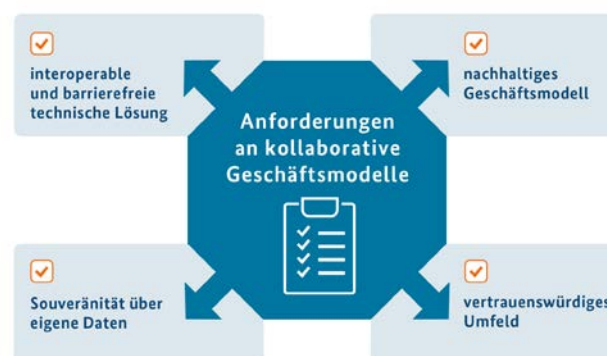 interoperable
und barrierefreie
technische Lösung
nachhaltiges
Geschäftsmodell
Anforderungen
an kollaborative
Geschäftsmodelle
Souveränität über
eigene Daten
vertrauenswürdiges
Umfeld